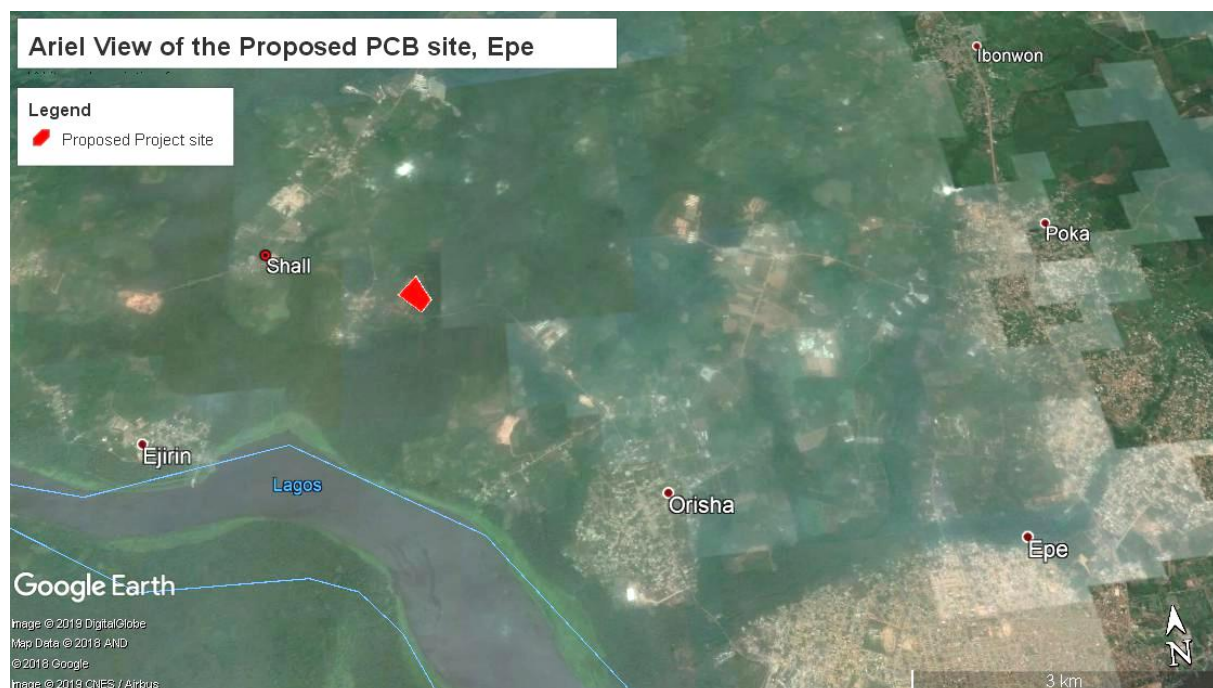 Ariel View of the Proposed PCB site, Epe
Legend
Proposed Project site
Ibonwon
Poka
Shall
Ejirin
Lagos
Orisha
Epe
Google Earth
Image © 2019 DigitalGlobe
Map Data © 2018 AND
© 2018 Google
Image © 2019 CNES / Airbus
N
3 km